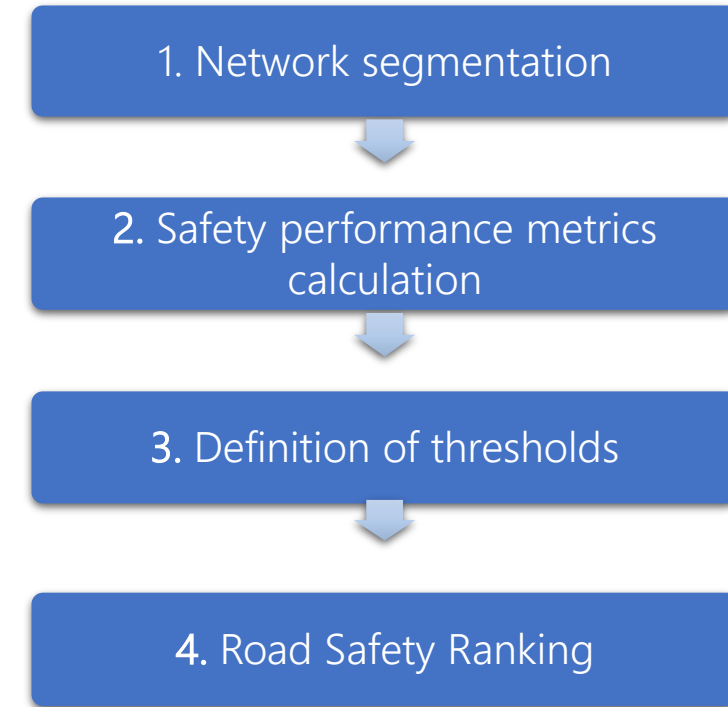 1. Network segmentation
2. Safety performance metrics
calculation
3. Definition of thresholds
4. Road Safety Ranking